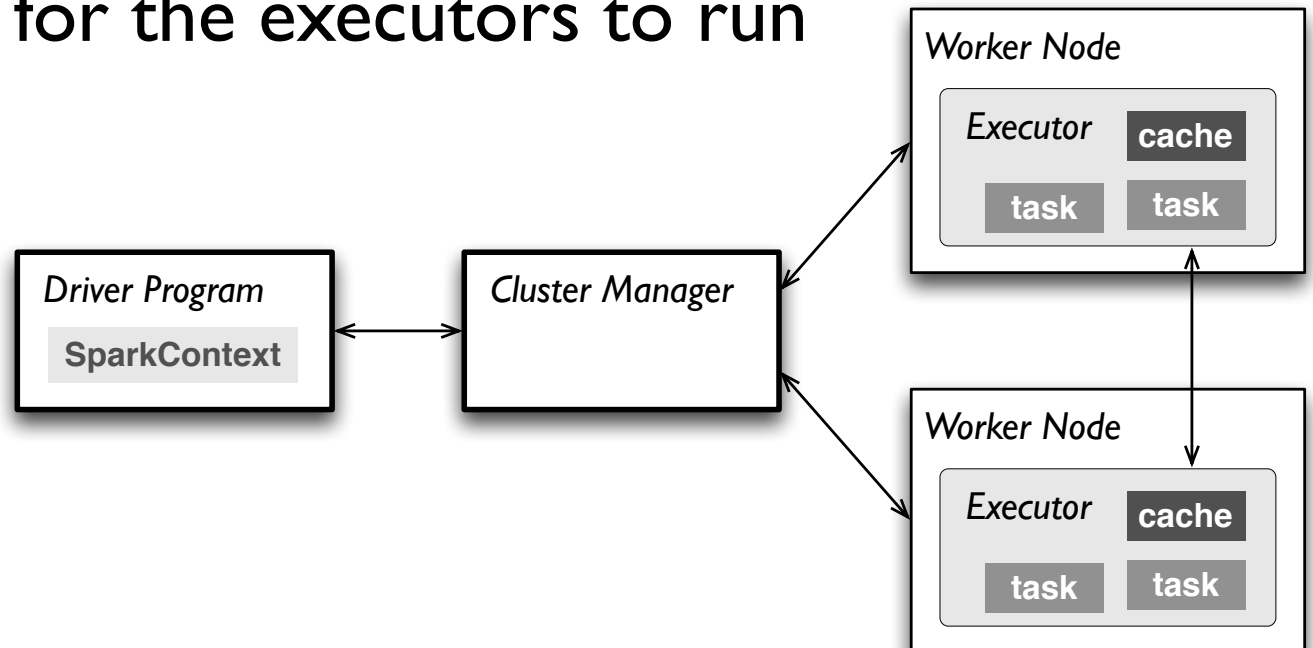 for the executors to run
Worker Node
Executor
cache
task
task
Driver Program
SparkContext
Cluster Manager
Worker Node
Executor
cache
task
task